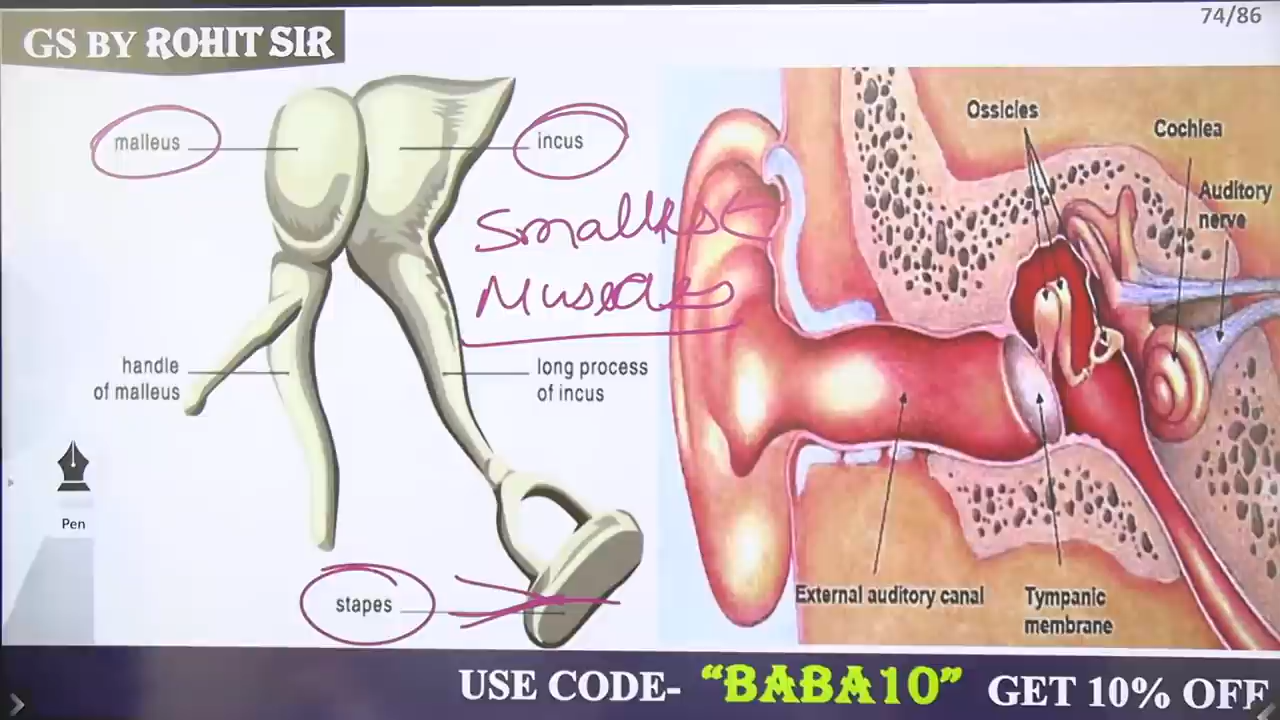 74/86
GS BY ROHIT SIR
malleus
incus
Smallest
Muscles
handle
of malleus
long process
of incus
stapes
Pen
Ossicles
Cochlea
Auditory
nerve
External auditory canal
Tympanic
membrane
USE CODE- “BABA10” GET 10% OFF